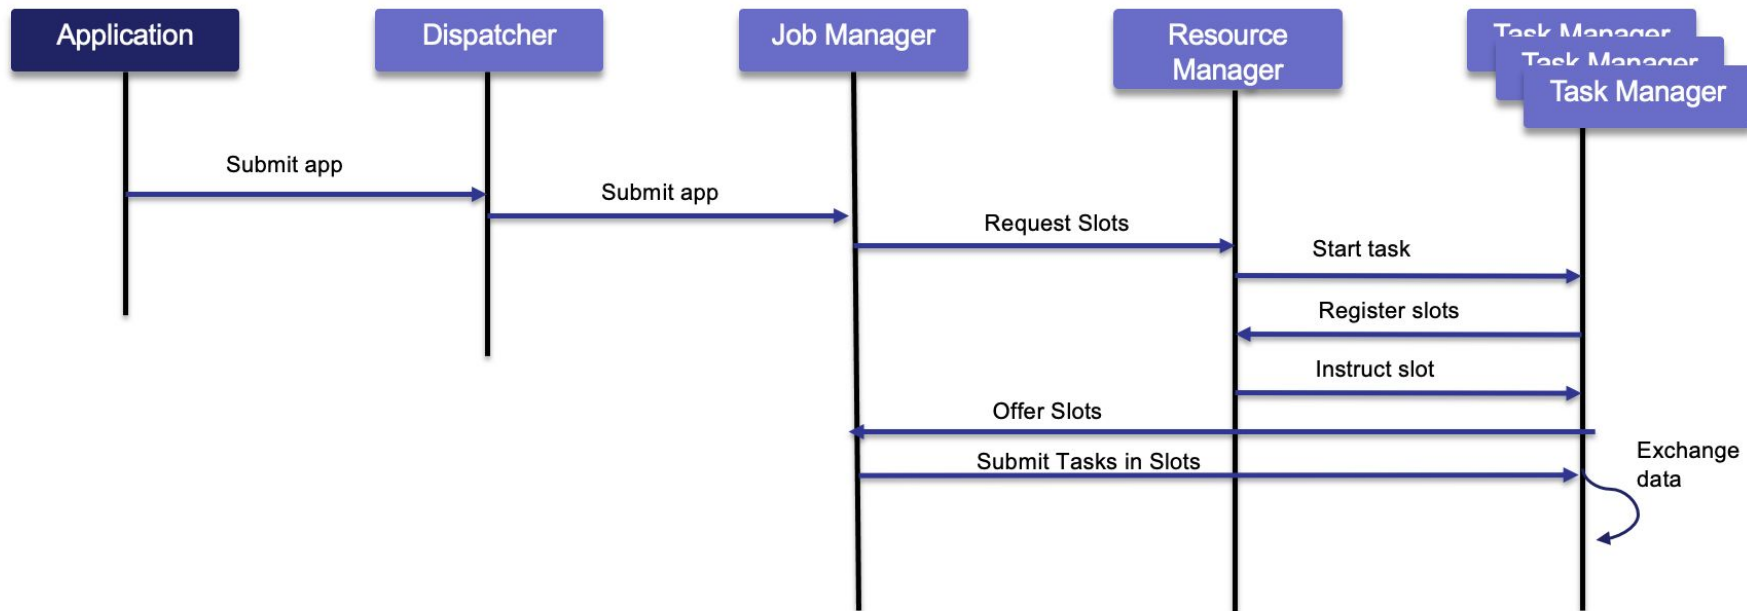 Application
Dispatcher
Job Manager
Resource
Manager
Task Manager
Task Manager
Task Manager
Submit app
Submit app
Request Slots
Start task
Register slots
Instruct slot
Offer Slots
Submit Tasks in Slots
Exchange
data